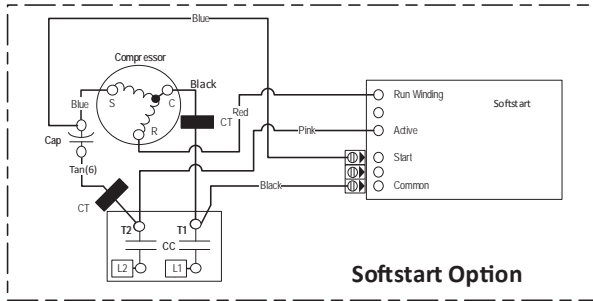 Blue
Compressor
Black
S
C
Blue
R
CT
Red
Cap
Pink
Tan(6)
CT
Black
T2
T1
CC
L2
L1
Run Winding
Softstart
Active
Start
Common
Softstart Option